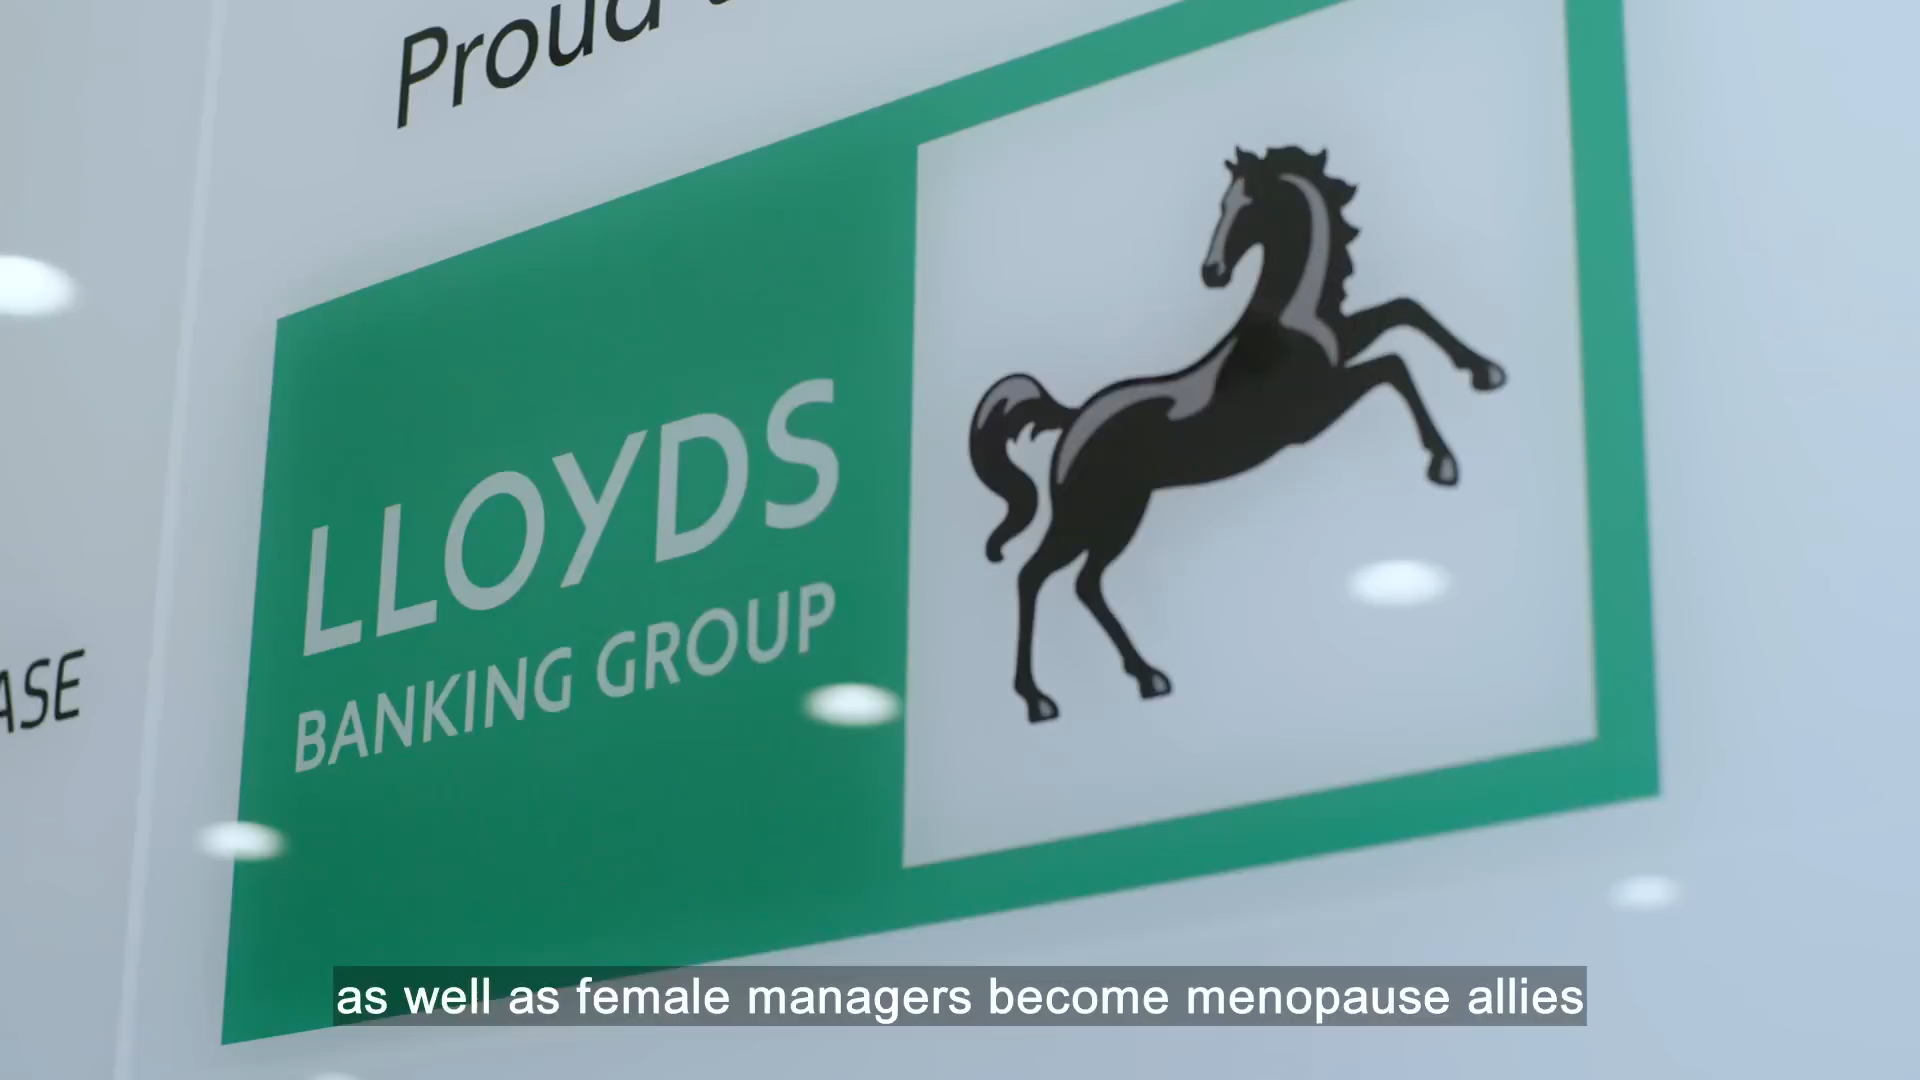 Proud
ASE
LLOYDS
BANKING GROUP
as well as female managers become menopause allies